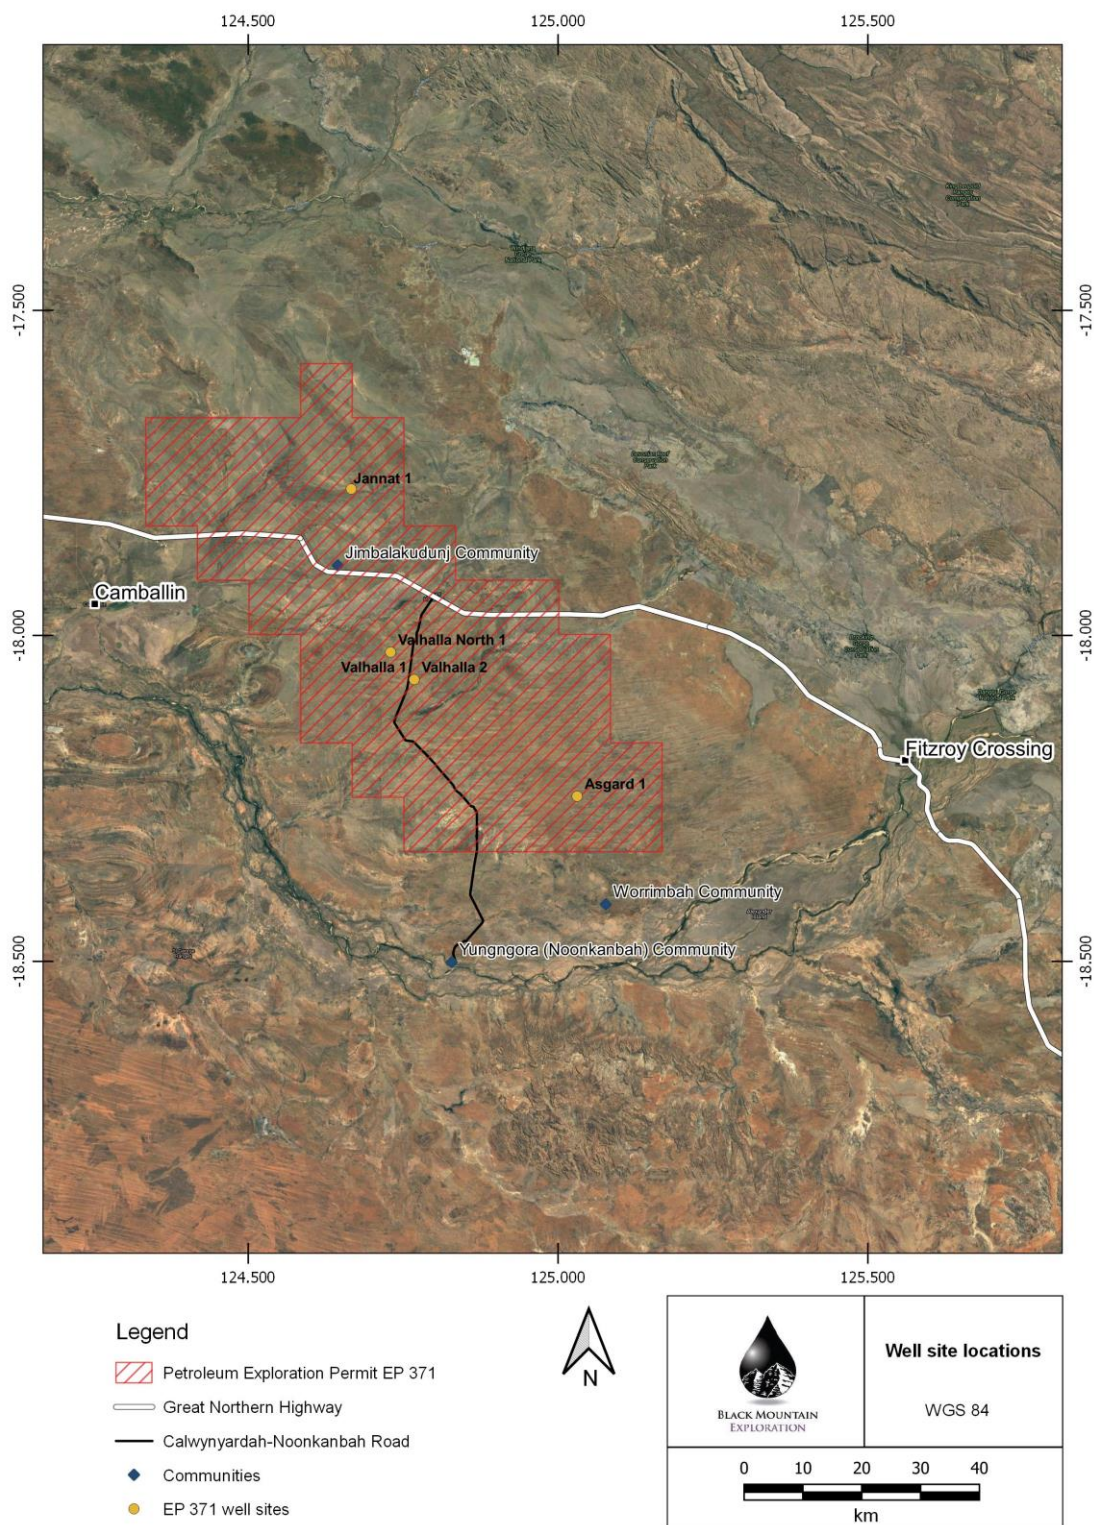 124.500
125.000
125.500
-17.500
-17.500
Jannat 1
Jimbalakudunj Community
Camballin
-18.000
-18.000
Valhalla North 1
Valhalla 1
Valhalla 2
Fitzroy Crossing
Asgard 1
Worrimbah Community
Alexander
Island
Yungngora (Noonkanbah) Community
-18.500
-18.500
124.500
125.000
125.500
Legend
Petroleum Exploration Permit EP 371
Great Northern Highway
Calwynyardah-Noonkanbah Road
Communities
EP 371 well sites
N
BLACK MOUNTAIN
EXPLORATION
Well site locations
WGS 84
0 10 20 30 40
km